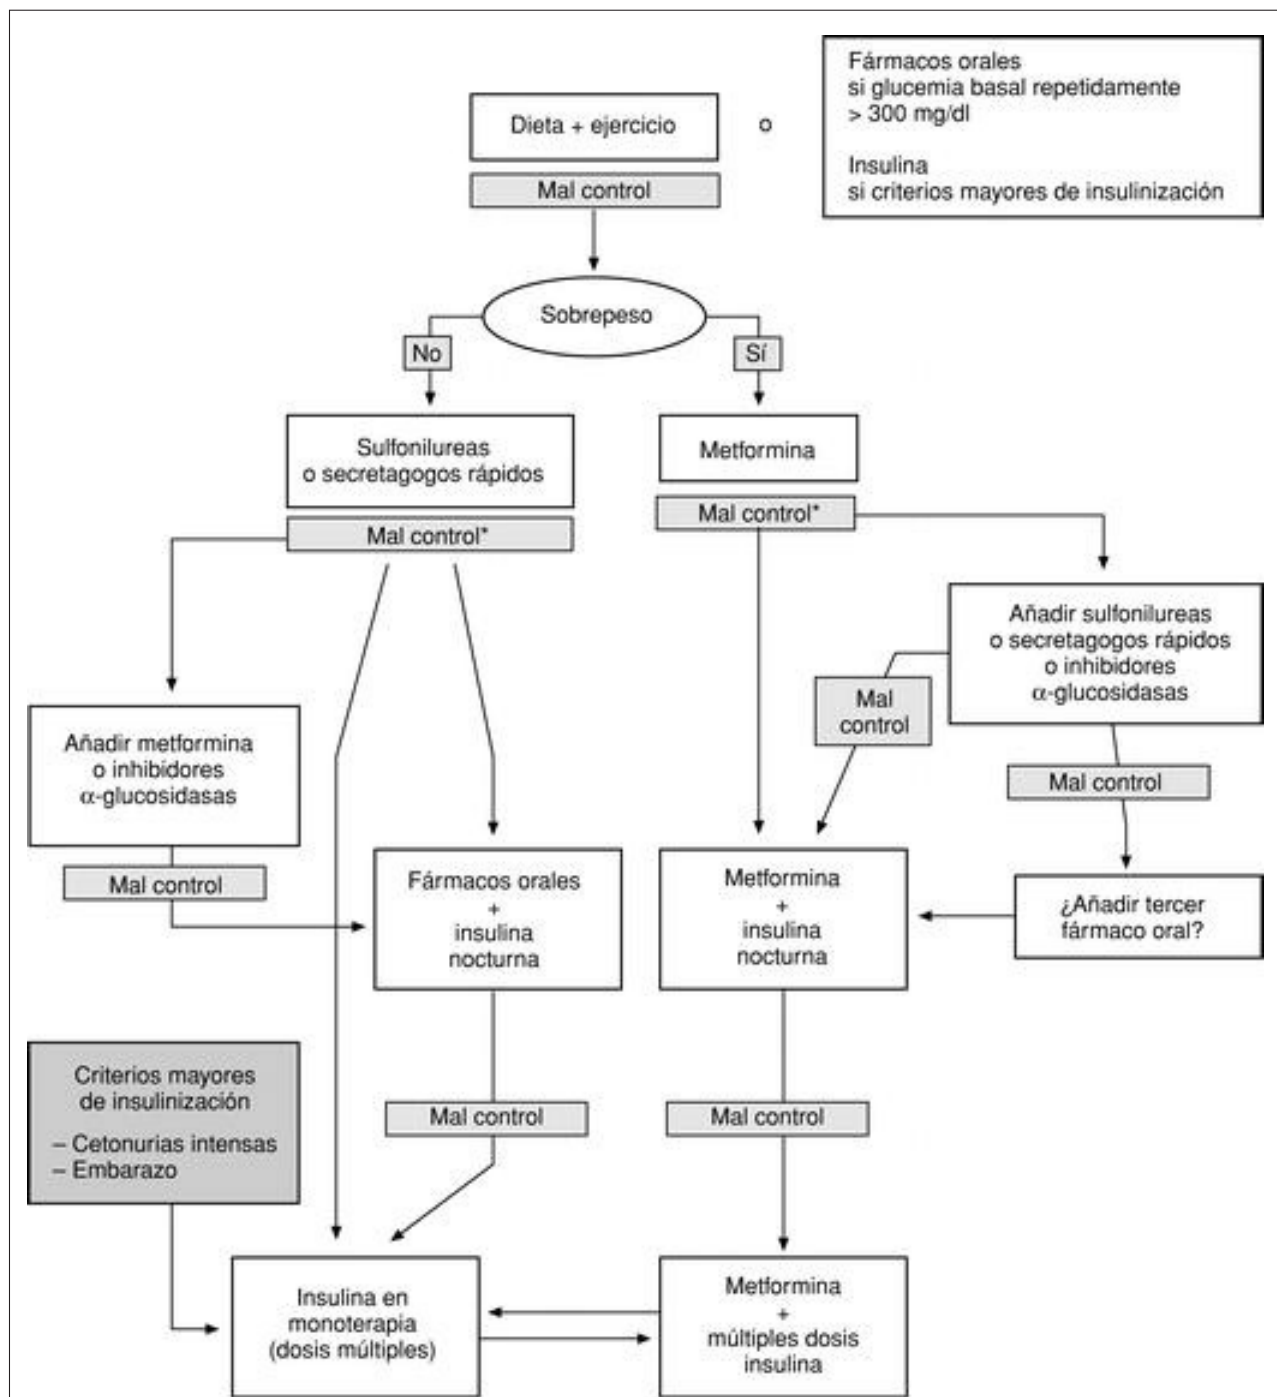 Dieta + ejercicio
o
Fármacos orales
si glucemia basal repetidamente
> 300 mg/dl
Insulina
si criterios mayores de insulinización
Mal control
Sobrepeso
No
Sí
Sulfonilureas
o secretagogos rápidos
Metformina
Mal control*
Mal control*
Añadir sulfonilureas
o secretagogos rápidos
o inhibidores
α-glucosidasas
Mal
control
Añadir metformina
o inhibidores
α-glucosidasas
Mal control
Mal control
Fármacos orales
+
insulina
nocturna
Metformina
+
insulina
nocturna
¿Añadir tercer
fármaco oral?
Criterios mayores
de insulinización
– Cetonurias intensas
– Embarazo
Mal control
Mal control
Insulina en
monoterapia
(dosis múltiples)
Metformina
+
múltiples dosis
insulina